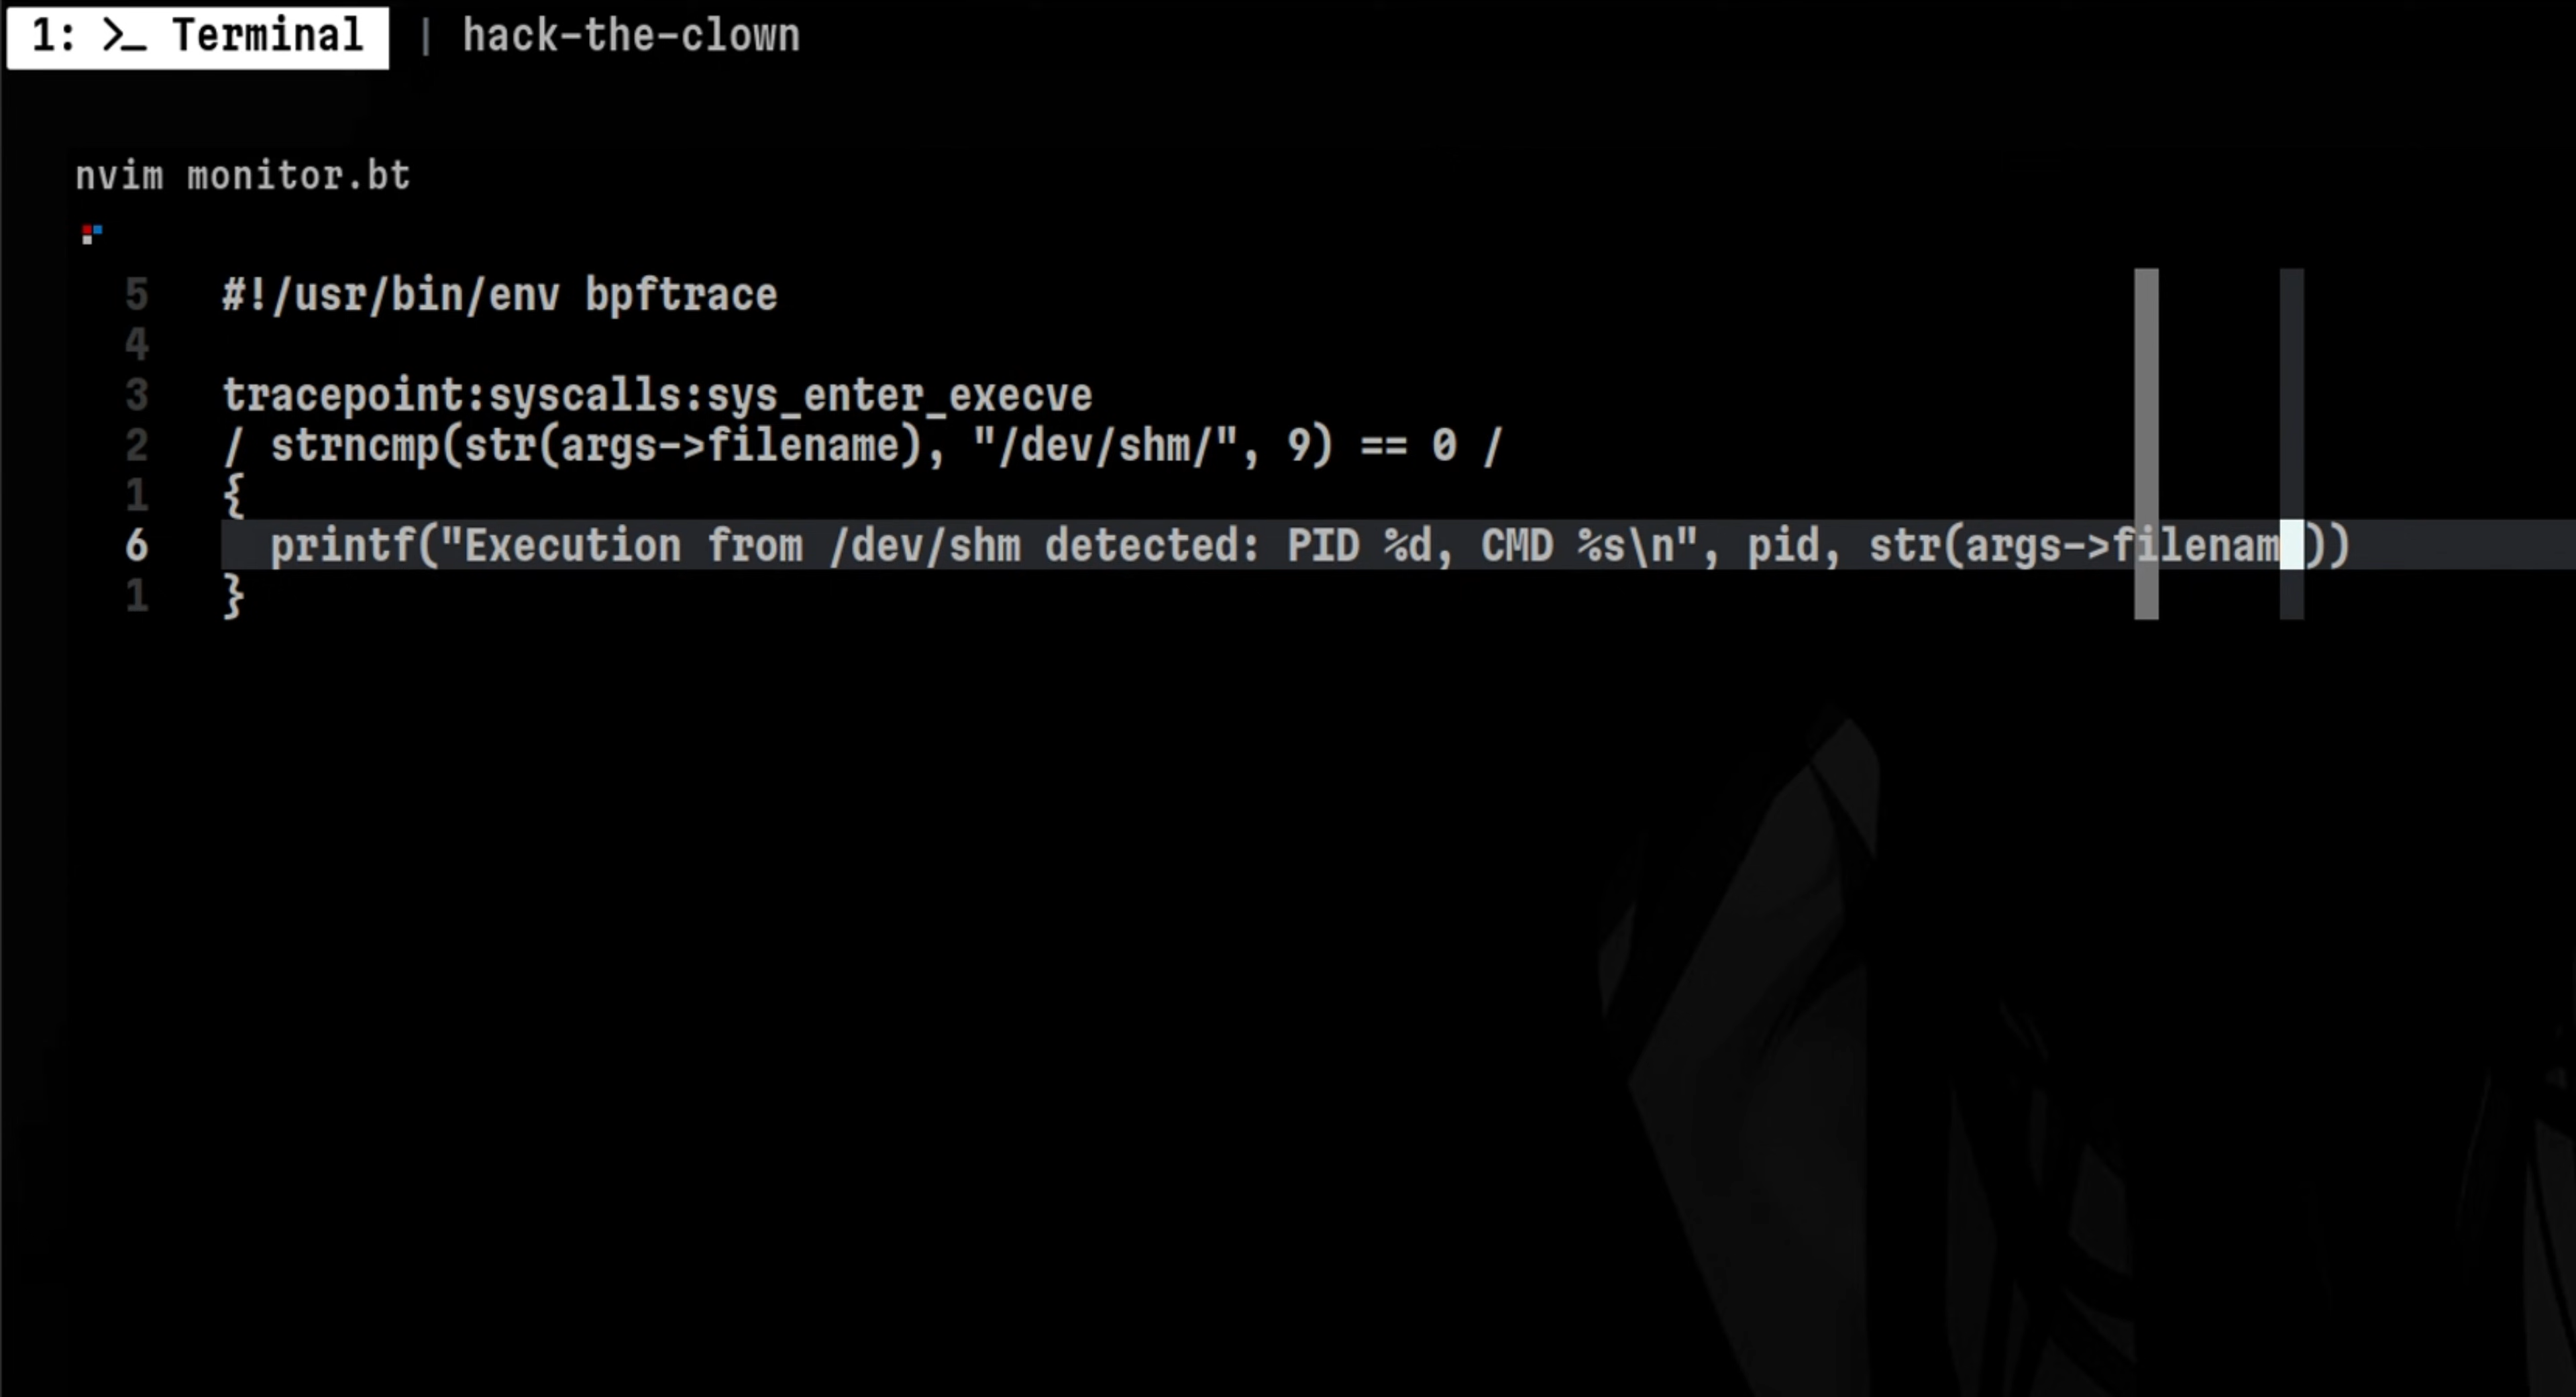 1: >_ Terminal | hack-the-clown
nvim monitor.bt
5 #!/usr/bin/env bpftrace
4
3 tracepoint:syscalls:sys_enter_execve
2 / strncmp(str(args->filename), "/dev/shm/", 9) == 0 /
1 {
6 printf("Execution from /dev/shm detected: PID %d, CMD %s\n", pid, str(args->filenam ))
1 }